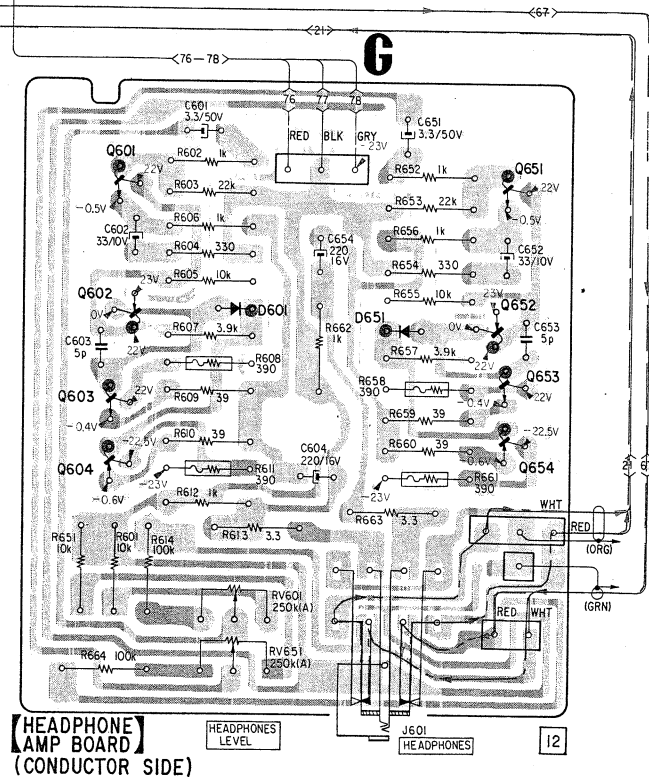 67
21
76-78
G
76
77
78
RED
BLK
GRY
-23V
C601
3.3/50V
C651
3.3/50V
Q601
22V
-0.5V
R602 1k
R603 22k
R606 1k
C602
33/10V
R604 330
R605 10k
C654
220
16V
R652 1k
R653 22k
R656 1k
R654 330
R655 10k
Q651
22V
-0.5V
C652
33/10V
Q602
23V
0V
22V
D601
R607 3.9k
C603
5p
R608
390
R662
1k
D651
R657 3.9k
Q652
23V
0V
22V
C653
5p
Q603
22V
-0.4V
R609 39
R658
390
Q653
22V
-0.4V
R659 39
R610 39
-22.5V
Q604
-0.6V
R611
390
-23V
C604
220/16V
R660 39
-22.5V
-0.6V
Q654
R661
390
-23V
R612 1k
R613 3.3
R663 3.3
WHT
RED
(ORG)
R651
10k
R601
10k
R614
100k
RV601
250k(A)
RV651
250k(A)
R664 100k
RED
WHT
(GRN)
J601
HEADPHONES
HEADPHONES
LEVEL
12
【HEADPHONE
AMP BOARD】
(CONDUCTOR SIDE)